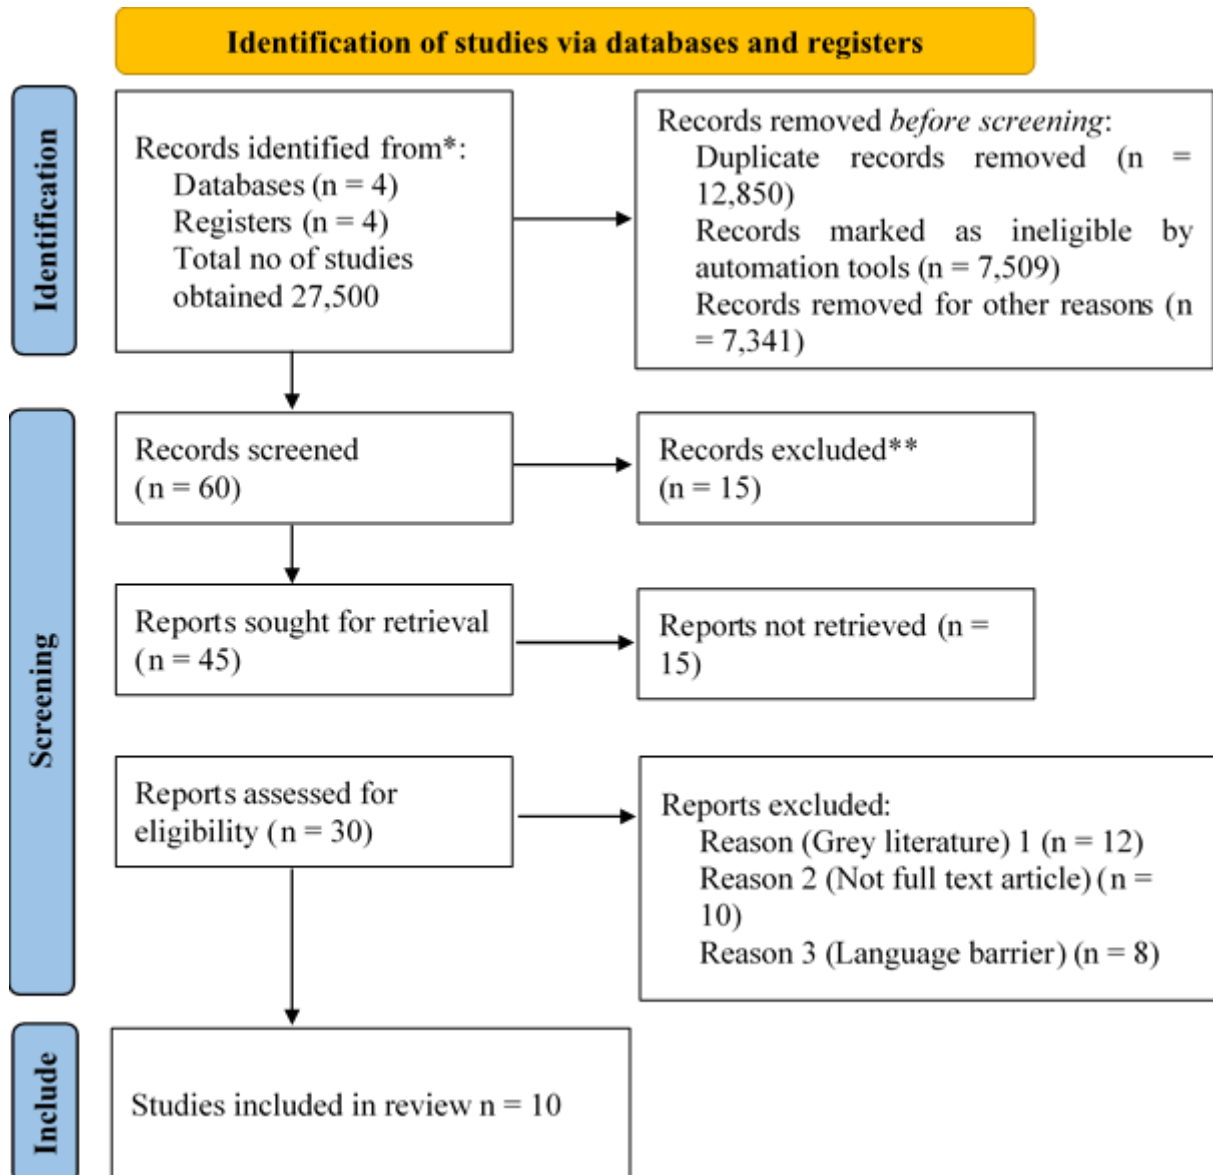 Identification of studies via databases and registers
Identification
Records identified from*:
Databases (n = 4)
Registers (n = 4)
Total no of studies
obtained 27,500
Records removed before screening:
Duplicate records removed (n =
12,850)
Records marked as ineligible by
automation tools (n = 7,509)
Records removed for other reasons (n
= 7,341)
Screening
Records screened
(n = 60)
Records excluded**
(n = 15)
Reports sought for retrieval
(n = 45)
Reports not retrieved (n =
15)
Reports assessed for
eligibility (n = 30)
Reports excluded:
Reason (Grey literature) 1 (n = 12)
Reason 2 (Not full text article) (n =
10)
Reason 3 (Language barrier) (n = 8)
Include
Studies included in review n = 10